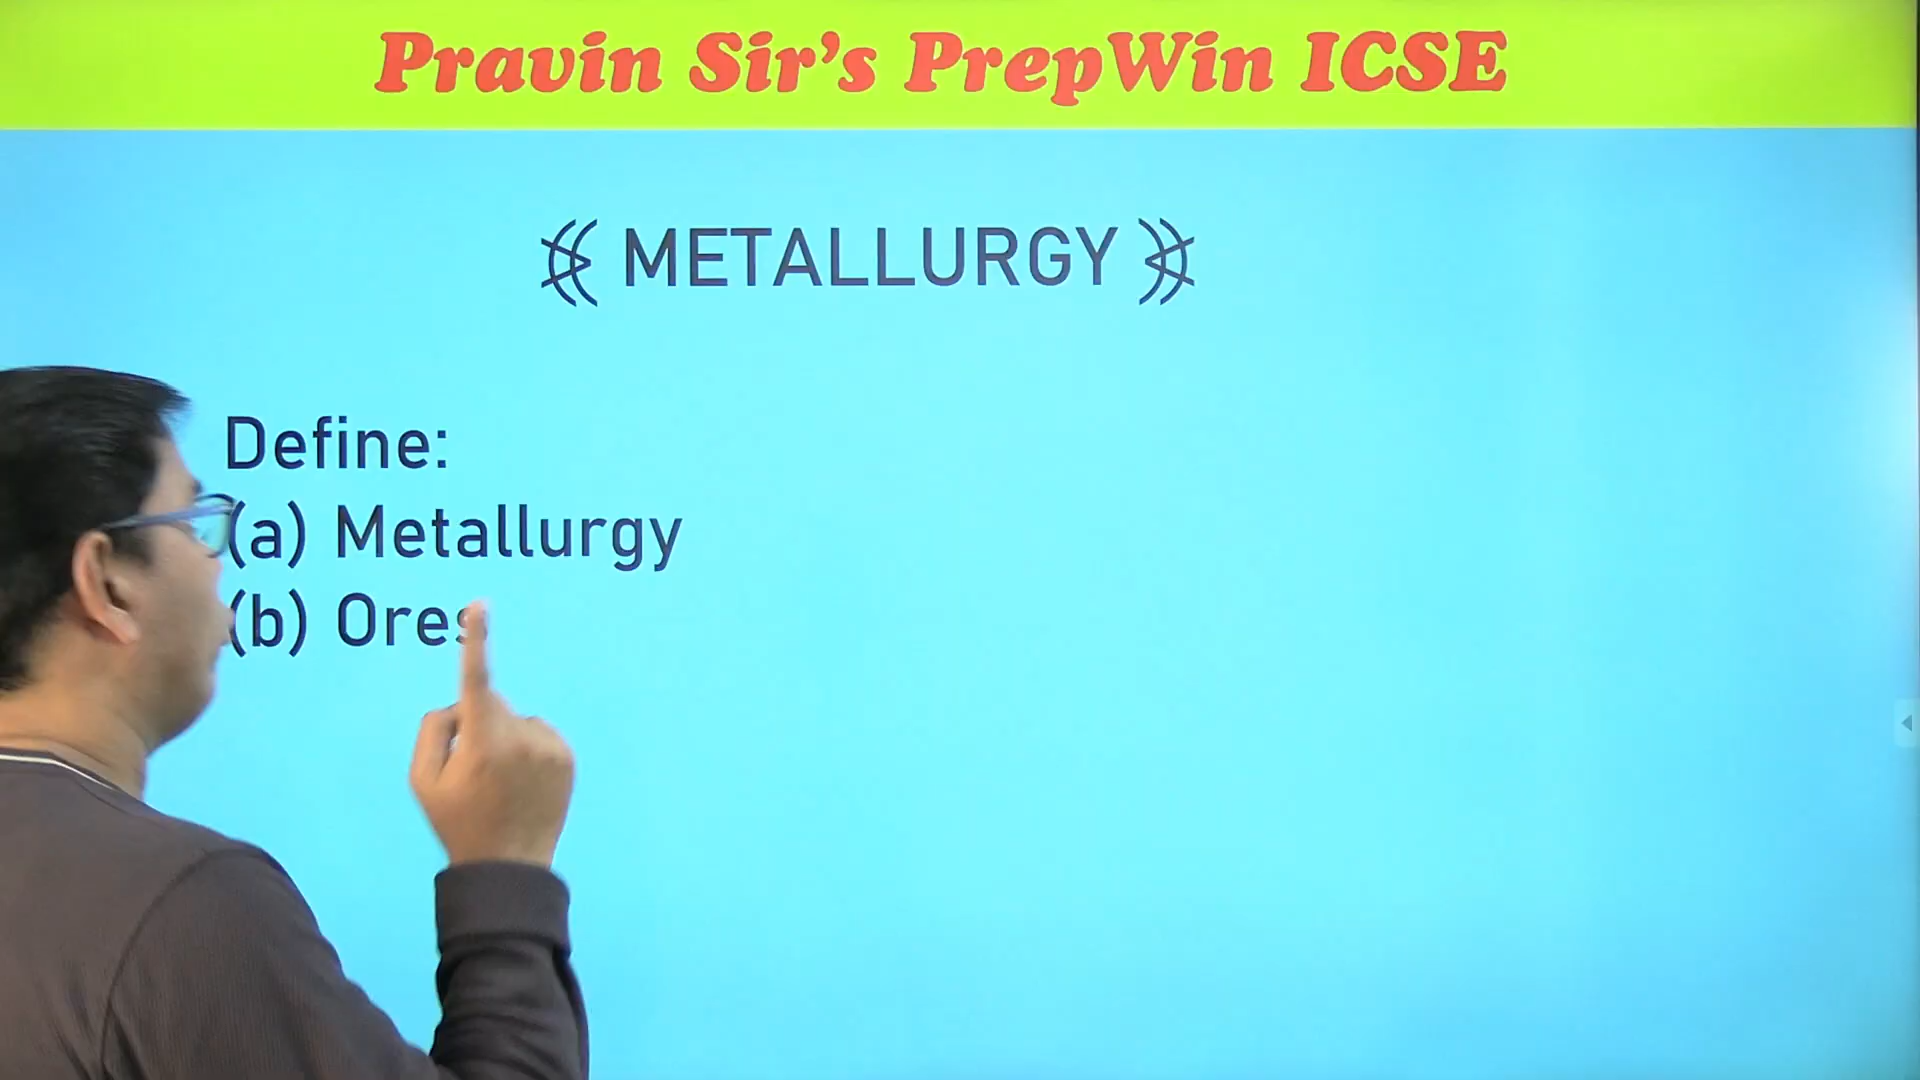 Pravin Sir's PrepWin ICSE
METALLURGY
Define:
(a) Metallurgy
(b) Ores